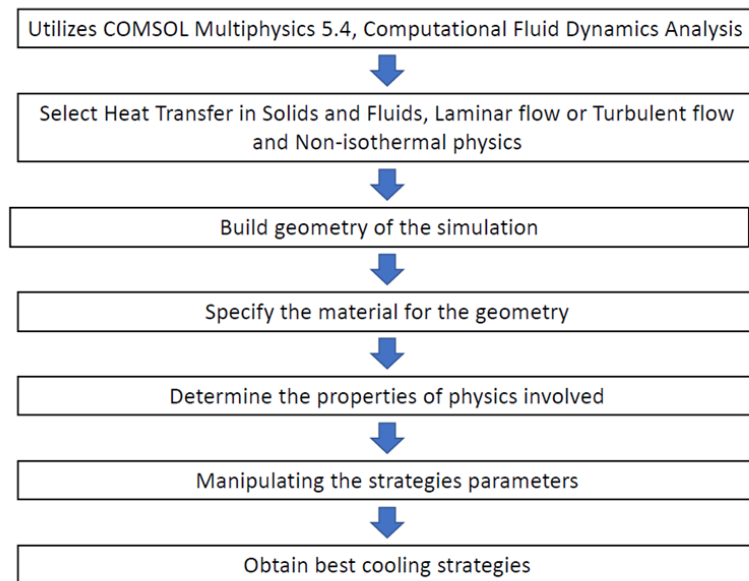 Utilizes COMSOL Multiphysics 5.4, Computational Fluid Dynamics Analysis
Select Heat Transfer in Solids and Fluids, Laminar flow or Turbulent flow
and Non-isothermal physics
Build geometry of the simulation
Specify the material for the geometry
Determine the properties of physics involved
Manipulating the strategies parameters
Obtain best cooling strategies